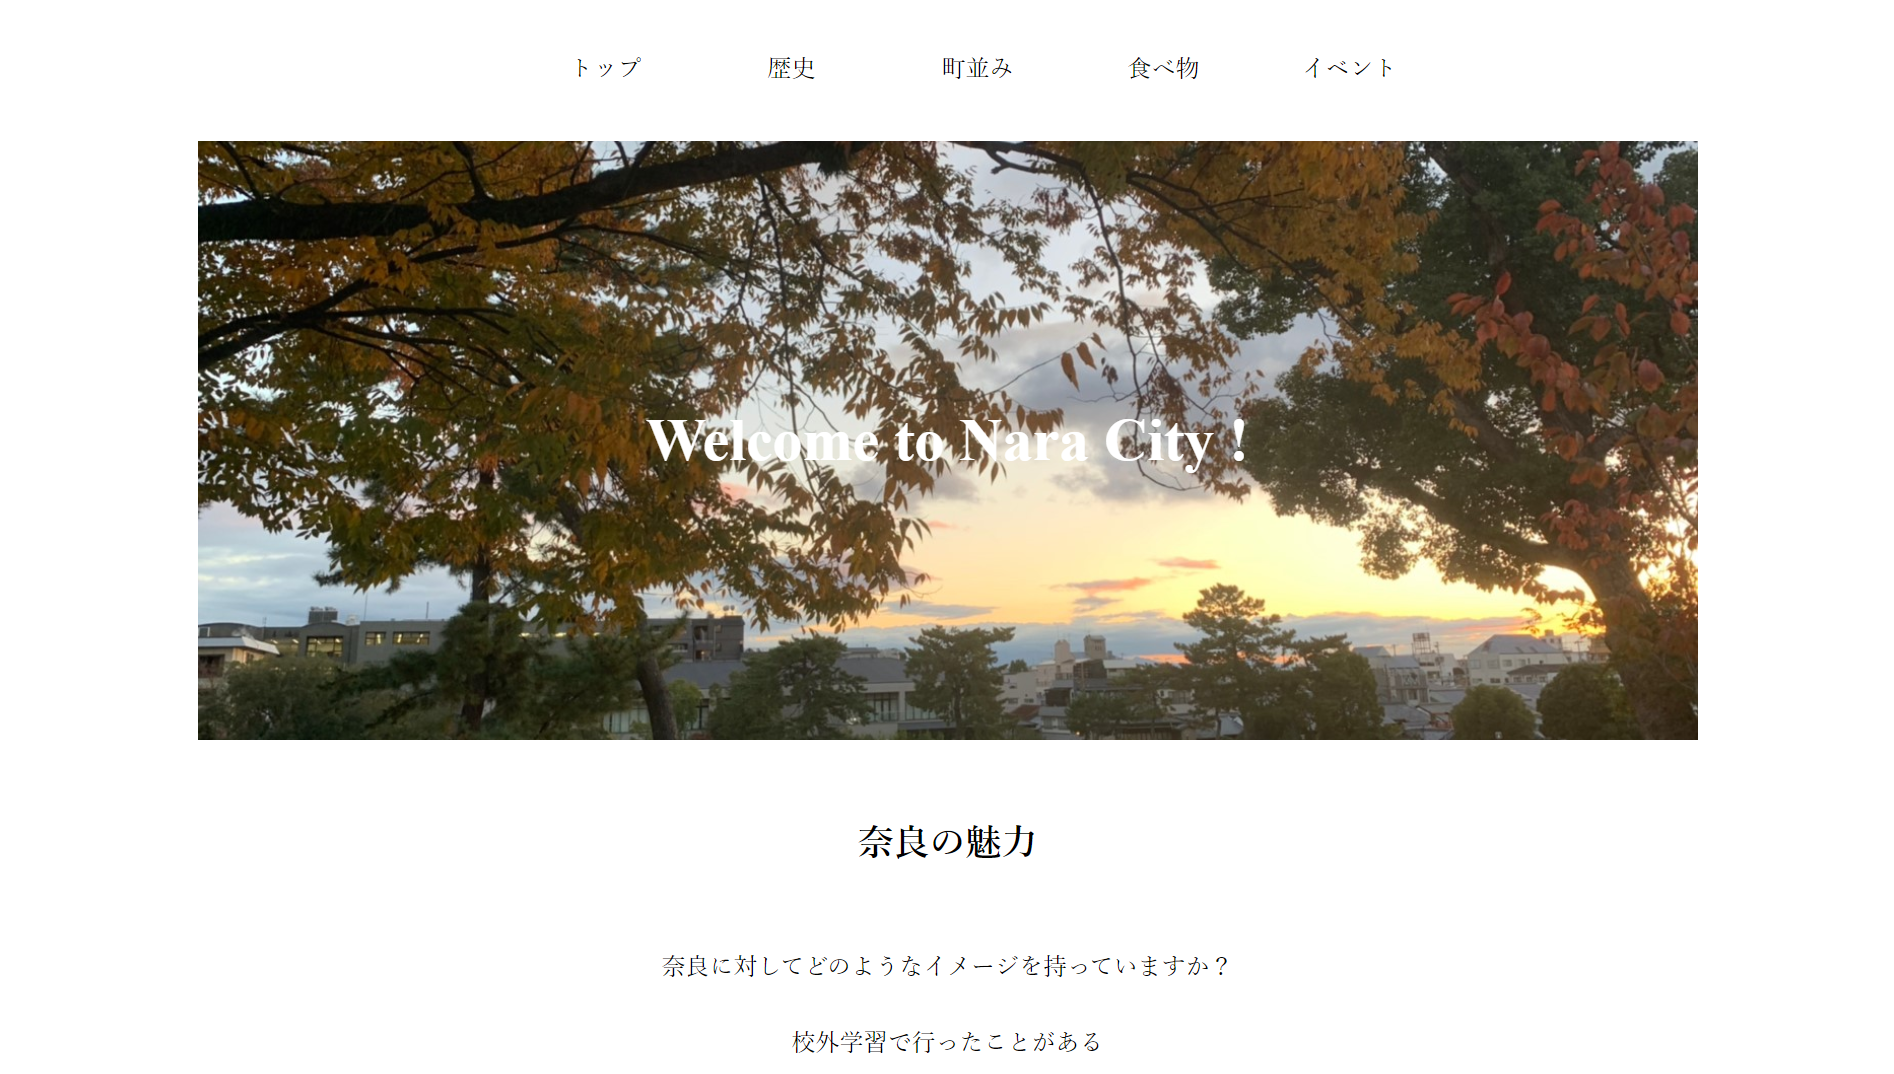 トップ 歴史 町並み 食べ物 イベント
Welcome to Nara City !
奈良の魅力
奈良に対してどのようなイメージを持っていますか？
校外学習で行ったことがある